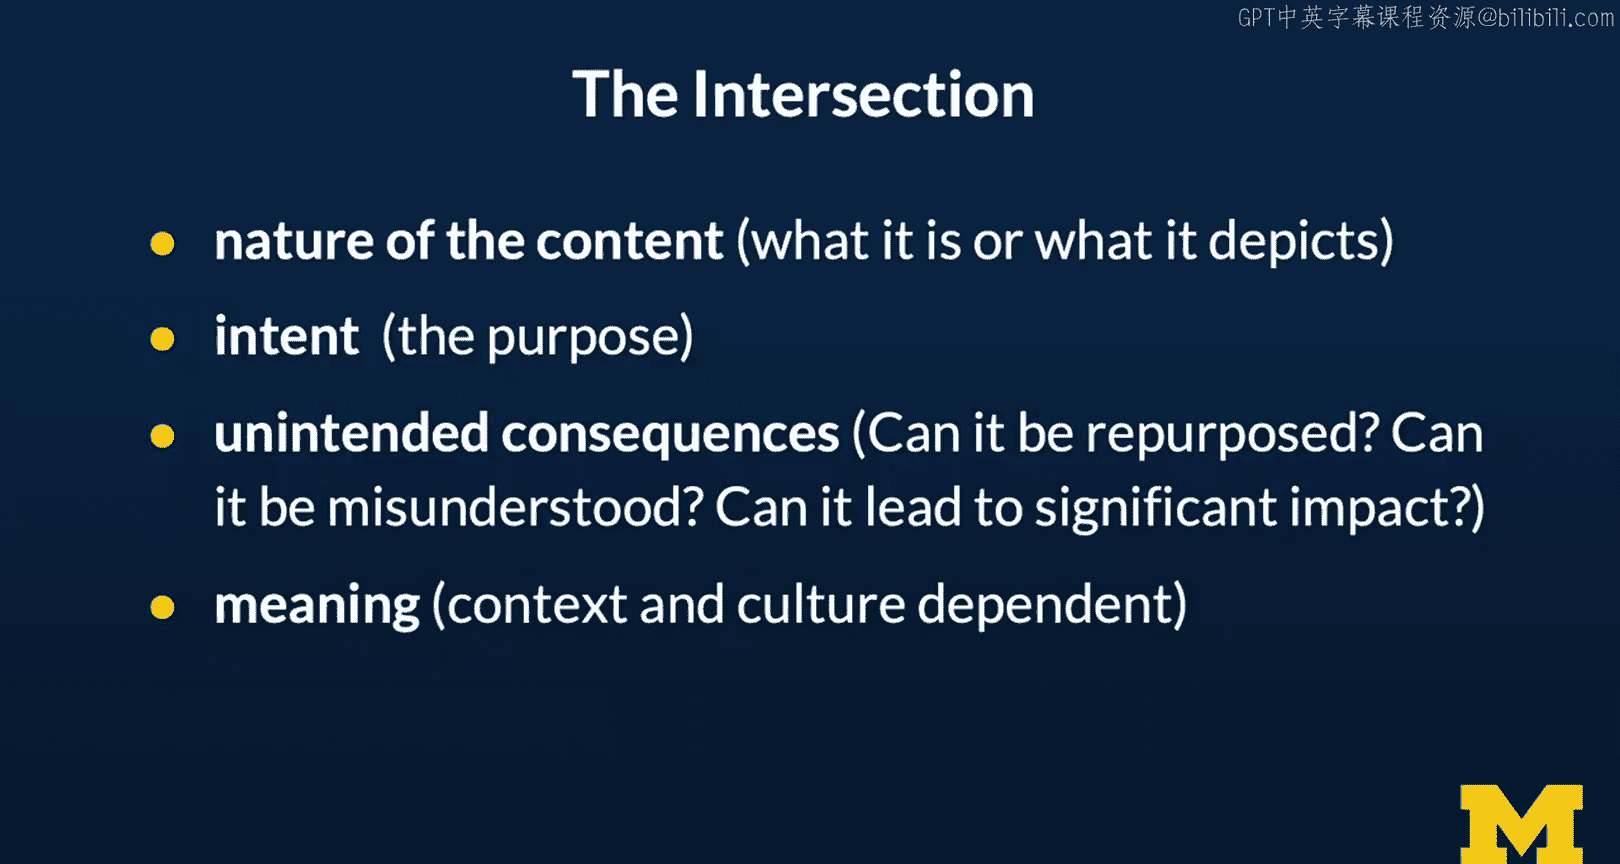 GPT中英字幕课程资源@bilibili.com
The Intersection
nature of the content (what it is or what it depicts)
intent (the purpose)
unintended consequences (Can it be repurposed? Can
it be misunderstood? Can it lead to significant impact?)
meaning (context and culture dependent)
M